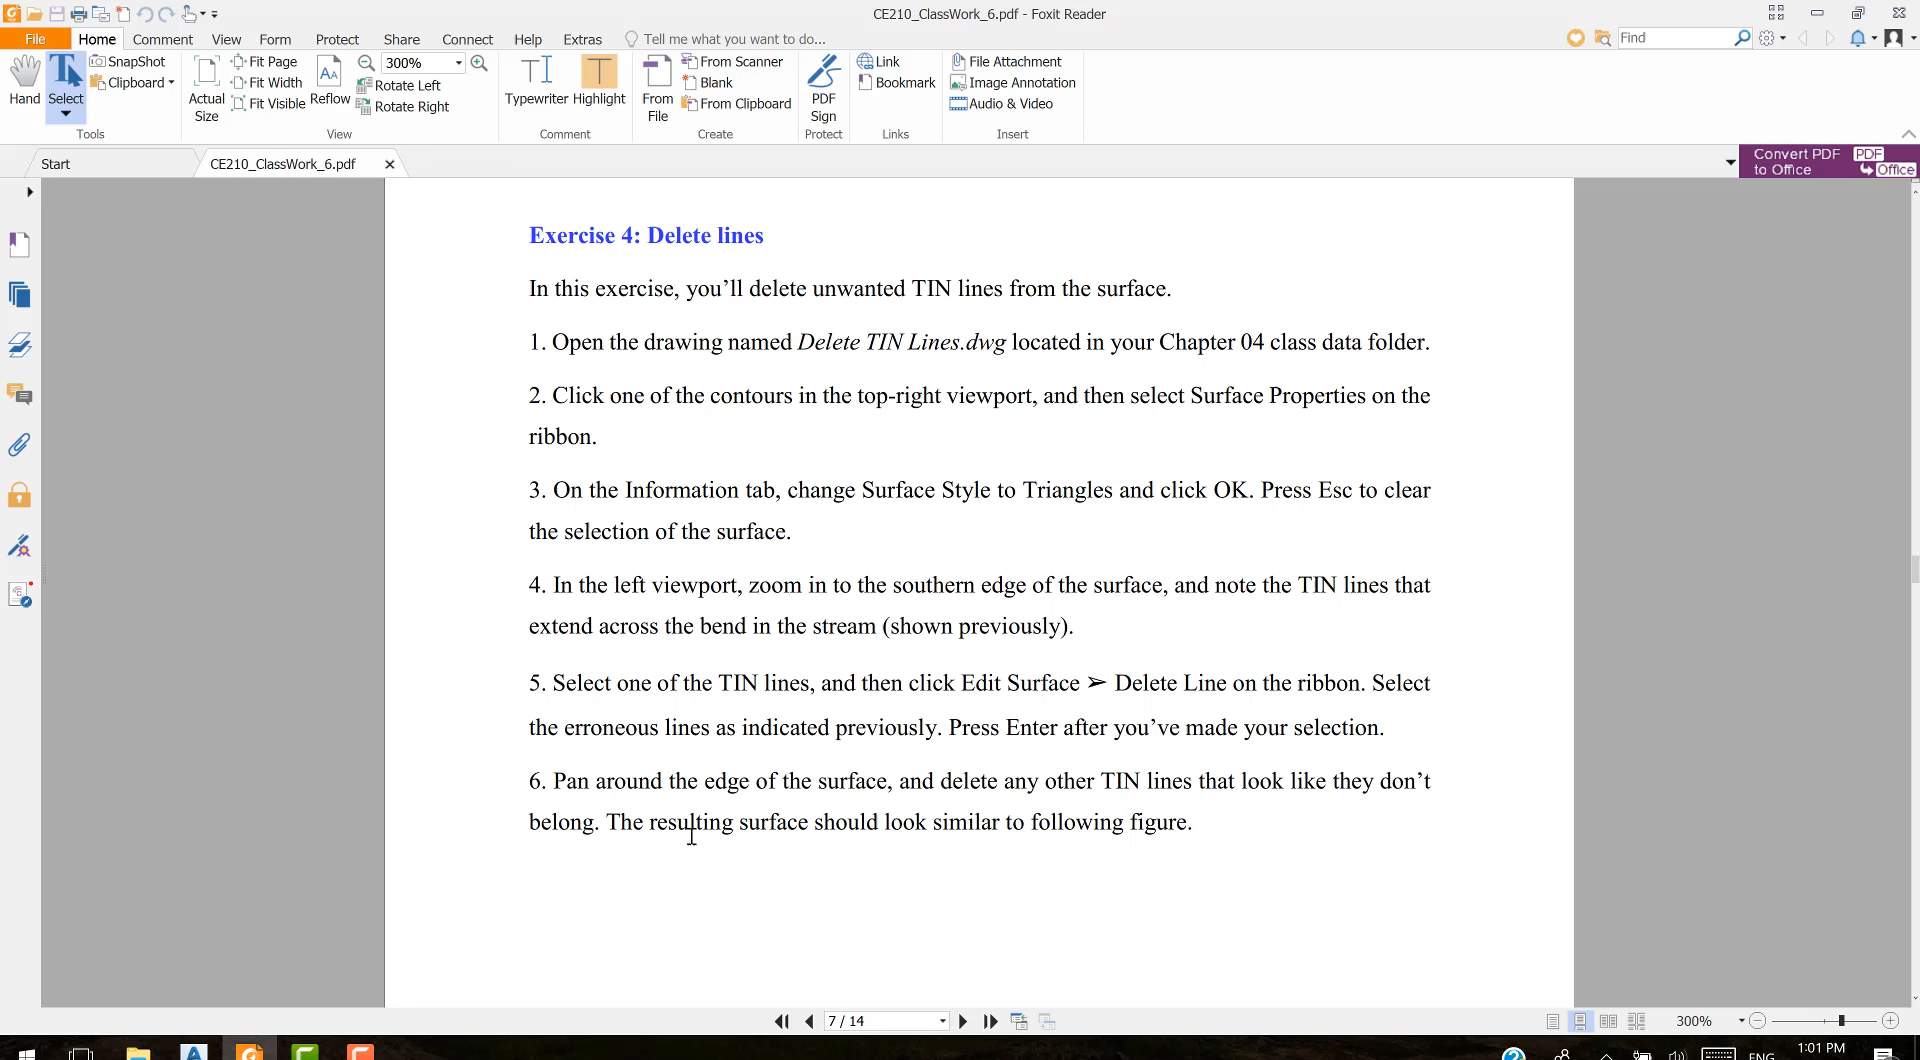 CE210_ClassWork_6.pdf - Foxit Reader
File Home Comment View Form Protect Share Connect Help Extras Tell me what you want to do... Find
Hand
Select
SnapShot
Clipboard
Tools
Actual
Size
Fit Page
Fit Width
Fit Visible
Reflow
300%
Rotate Left
Rotate Right
View
Typewriter
Highlight
Comment
From
File
From Scanner
Blank
From Clipboard
Create
PDF
Sign
Protect
Link
Bookmark
Links
File Attachment
Image Annotation
Audio & Video
Insert
Start CE210_ClassWork_6.pdf
Convert PDF
to Office
PDF
Office
Exercise 4: Delete lines
In this exercise, you’ll delete unwanted TIN lines from the surface.
1. Open the drawing named Delete TIN Lines.dwg located in your Chapter 04 class data folder.
2. Click one of the contours in the top-right viewport, and then select Surface Properties on the
ribbon.
3. On the Information tab, change Surface Style to Triangles and click OK. Press Esc to clear
the selection of the surface.
4. In the left viewport, zoom in to the southern edge of the surface, and note the TIN lines that
extend across the bend in the stream (shown previously).
5. Select one of the TIN lines, and then click Edit Surface ➢ Delete Line on the ribbon. Select
the erroneous lines as indicated previously. Press Enter after you’ve made your selection.
6. Pan around the edge of the surface, and delete any other TIN lines that look like they don’t
belong. The resulting surface should look similar to following figure.
7 / 14
300%
ENG
1:01 PM